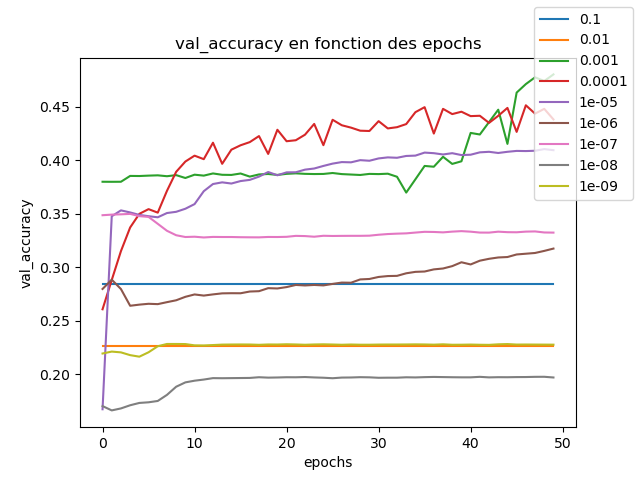 val_accuracy en fonction des epochs
0.1
0.01
0.001
0.0001
1e-05
1e-06
1e-07
1e-08
1e-09
val_accuracy
0.45
0.40
0.35
0.30
0.25
0.20
0
10
20
30
40
50
epochs